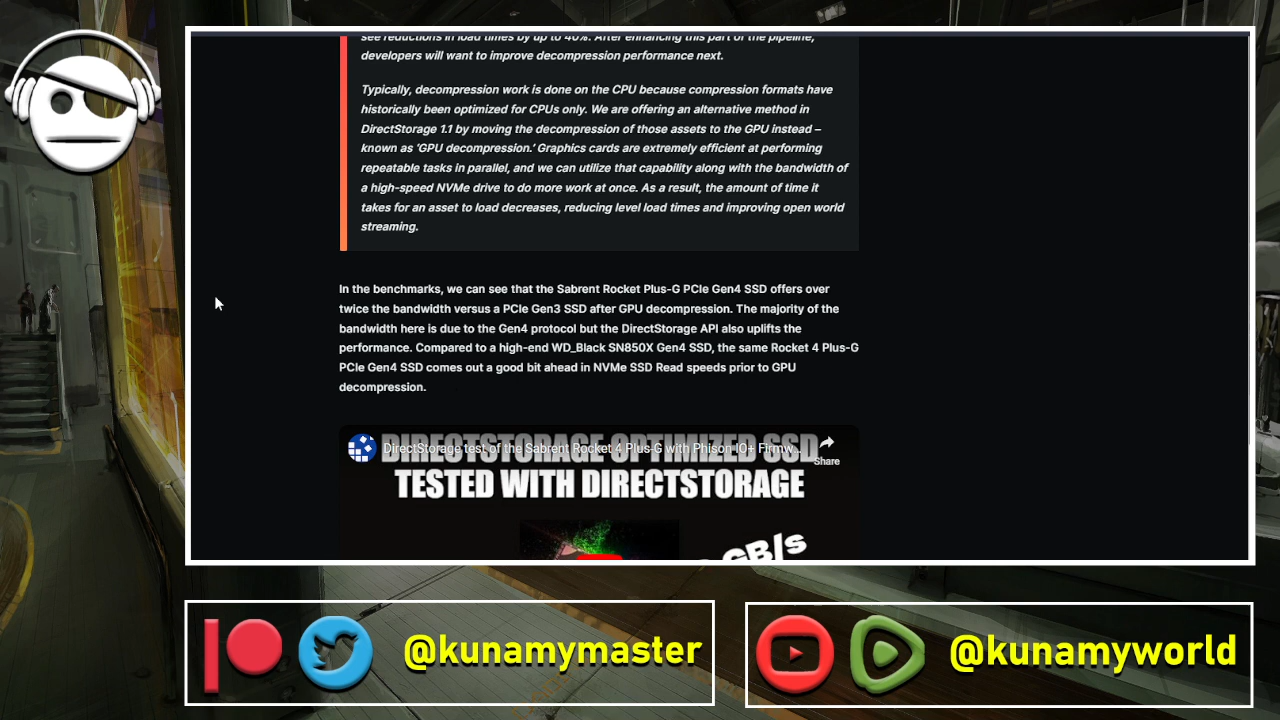 see reductions in load times by up to 40%. After enhancing this part of the pipeline,
developers will want to improve decompression performance next.
Typically, decompression work is done on the CPU because compression formats have
historically been optimized for CPUs only. We are offering an alternative method in
DirectStorage 1.1 by moving the decompression of those assets to the GPU instead –
known as ‘GPU decompression.’ Graphics cards are extremely efficient at performing
repeatable tasks in parallel, and we can utilize that capability along with the bandwidth of
a high-speed NVMe drive to do more work at once. As a result, the amount of time it
takes for an asset to load decreases, reducing level load times and improving open world
streaming.
In the benchmarks, we can see that the Sabrent Rocket Plus-G PCIe Gen4 SSD offers over
twice the bandwidth versus a PCIe Gen3 SSD after GPU decompression. The majority of the
bandwidth here is due to the Gen4 protocol but the DirectStorage API also uplifts the
performance. Compared to a high-end WD_Black SN850X Gen4 SSD, the same Rocket 4 Plus-G
PCIe Gen4 SSD comes out a good bit ahead in NVMe SSD Read speeds prior to GPU
decompression.
DIRECTSTORAGE OPTIMIZED SSD
DirectStorage test of the Sabrent Rocket 4 Plus-G with Phison IO+ Firmw...
Share
TESTED WITH DIRECTSTORAGE
GB/s
@kunamymaster
@kunamyworld